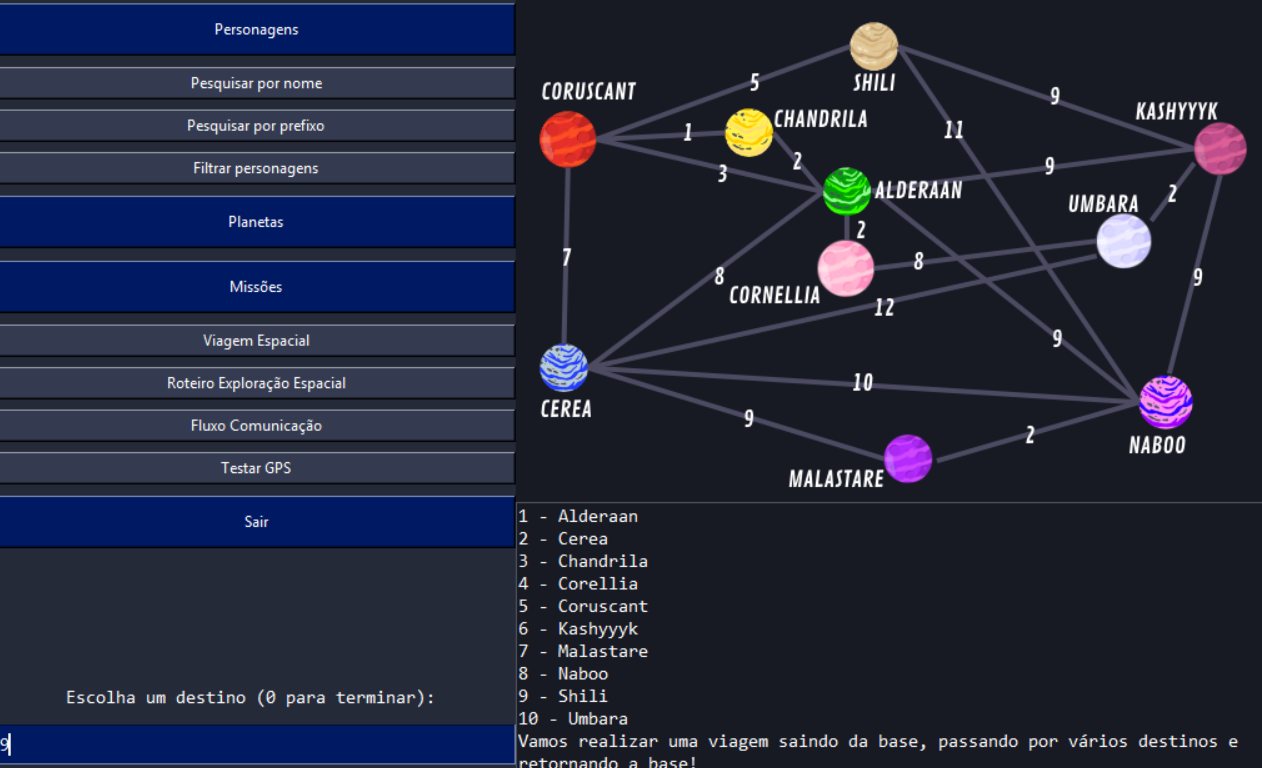 Personagens
Pesquisar por nome
Pesquisar por prefixo
Filtrar personagens
Planetas
Missões
Viagem Espacial
Roteiro Exploração Espacial
Fluxo Comunicação
Testar GPS
Sair
Escolha um destino (0 para terminar):
9
SHILI
CORUSCANT
5
9
KASHYYYK
CHANDRILA
1
11
2
9
3
ALDERAAN
UMBARA
2
2
7
8
8
9
CORNELLIA
12
9
10
CEREA
9
2
NABOO
MALASTARE
1 - Alderaan
2 - Cerea
3 - Chandrila
4 - Corellia
5 - Coruscant
6 - Kashyyyk
7 - Malastare
8 - Naboo
9 - Shili
10 - Umbara
Vamos realizar uma viagem saindo da base, passando por vários destinos e
retornando a base!